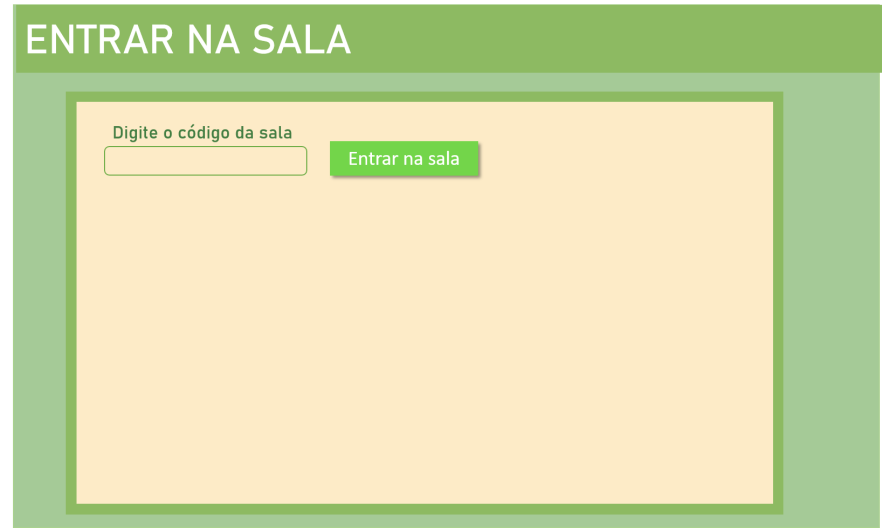 ENTRAR NA SALA
Digite o código da sala
Entrar na sala